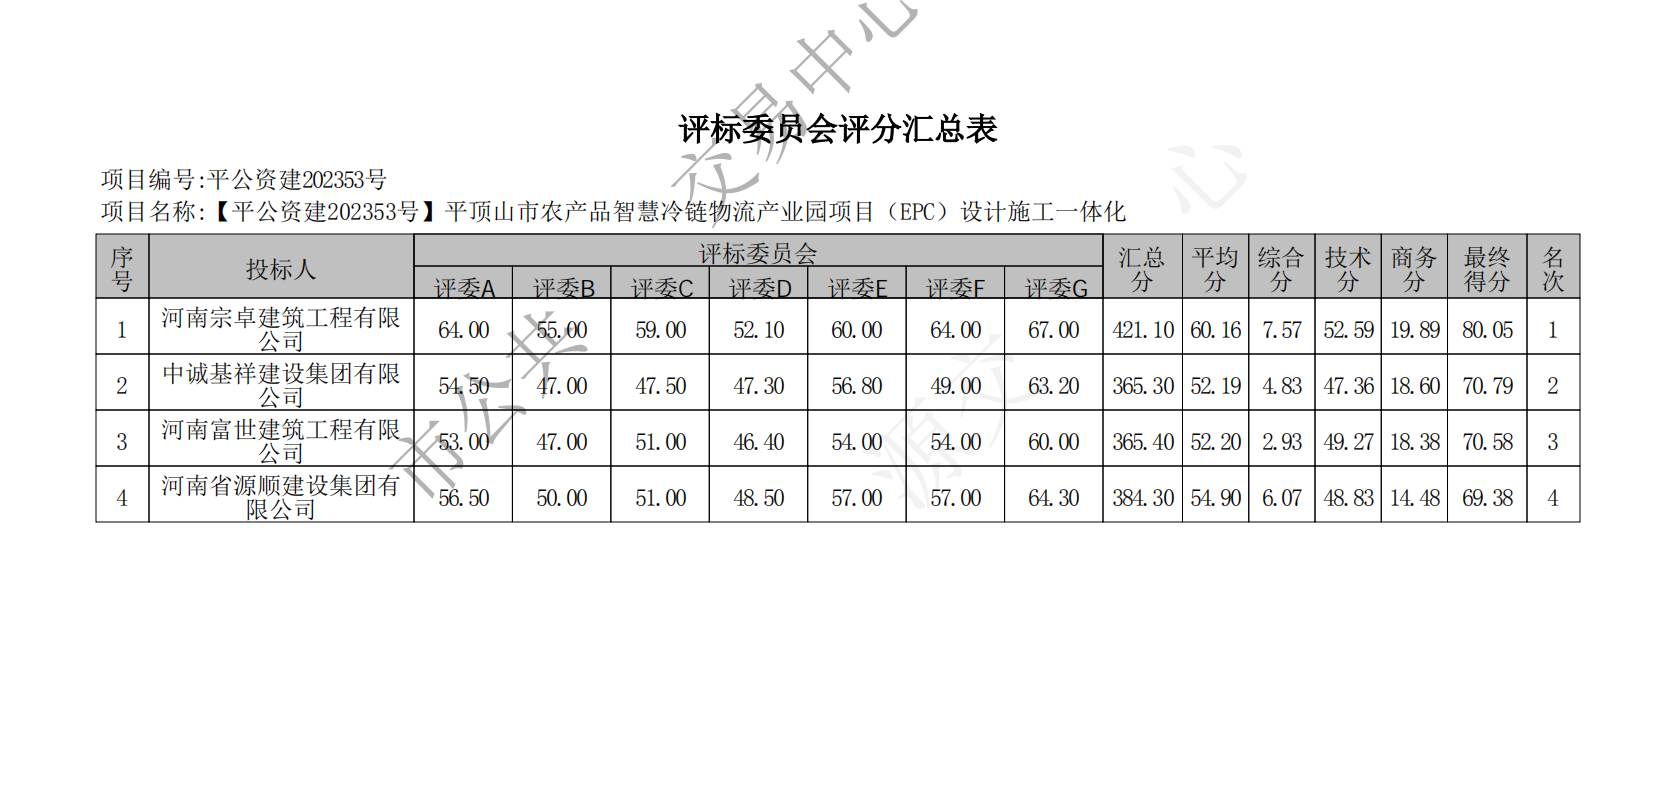 评标委员会评分汇总表
项目编号:平公资建202353号
项目名称:【平公资建202353号】平顶山市农产品智慧冷链物流产业园项目（EPC）设计施工一体化
序号 投标人 评标委员会 汇总分 平均分 综合分 技术分 商务分 最终得分 名次
评委A 评委B 评委C 评委D 评委E 评委F 评委G
1 河南宗卓建筑工程有限公司 64.00 55.00 59.00 52.10 60.00 64.00 67.00 421.10 60.16 7.57 52.59 19.89 80.05 1
2 中诚基祥建设集团有限公司 54.50 47.00 47.50 47.30 56.80 49.00 63.20 365.30 52.19 4.83 47.36 18.60 70.79 2
3 河南富世建筑工程有限公司 53.00 47.00 51.00 46.40 54.00 54.00 60.00 365.40 52.20 2.93 49.27 18.38 70.58 3
4 河南省源顺建设集团有限公司 56.50 50.00 51.00 48.50 57.00 57.00 64.30 384.30 54.90 6.07 48.83 14.48 69.38 4
市公共
交易中心
源交
心